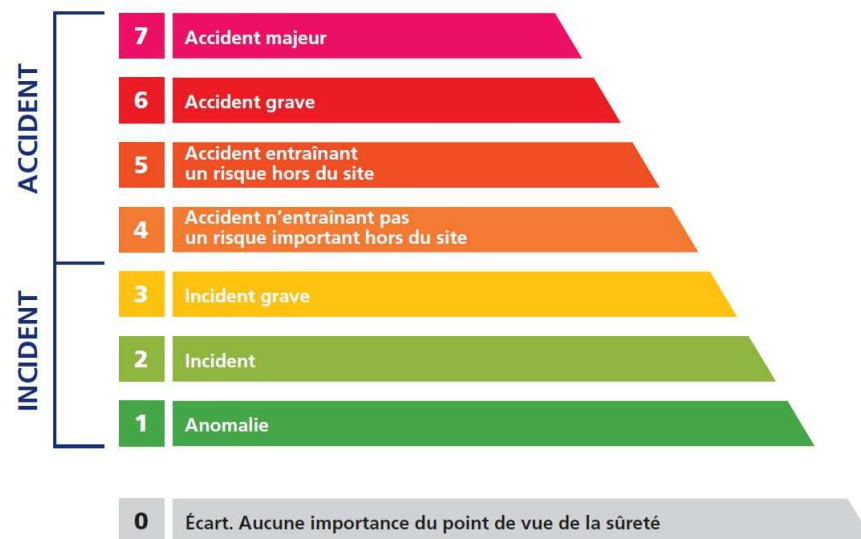 ACCIDENT
7 Accident majeur
6 Accident grave
5 Accident entraînant
un risque hors du site
4 Accident n'entraînant pas
un risque important hors du site
INCIDENT
3 Incident grave
2 Incident
1 Anomalie
0 Écart. Aucune importance du point de vue de la sûreté